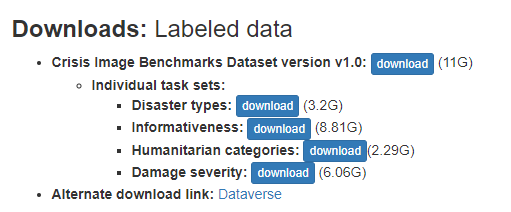 Downloads: Labeled data
Crisis Image Benchmarks Dataset version v1.0: download (11G)
Individual task sets:
Disaster types: download (3.2G)
Informativeness: download (8.81G)
Humanitarian categories: download(2.29G)
Damage severity: download (6.06G)
Alternate download link: Dataverse